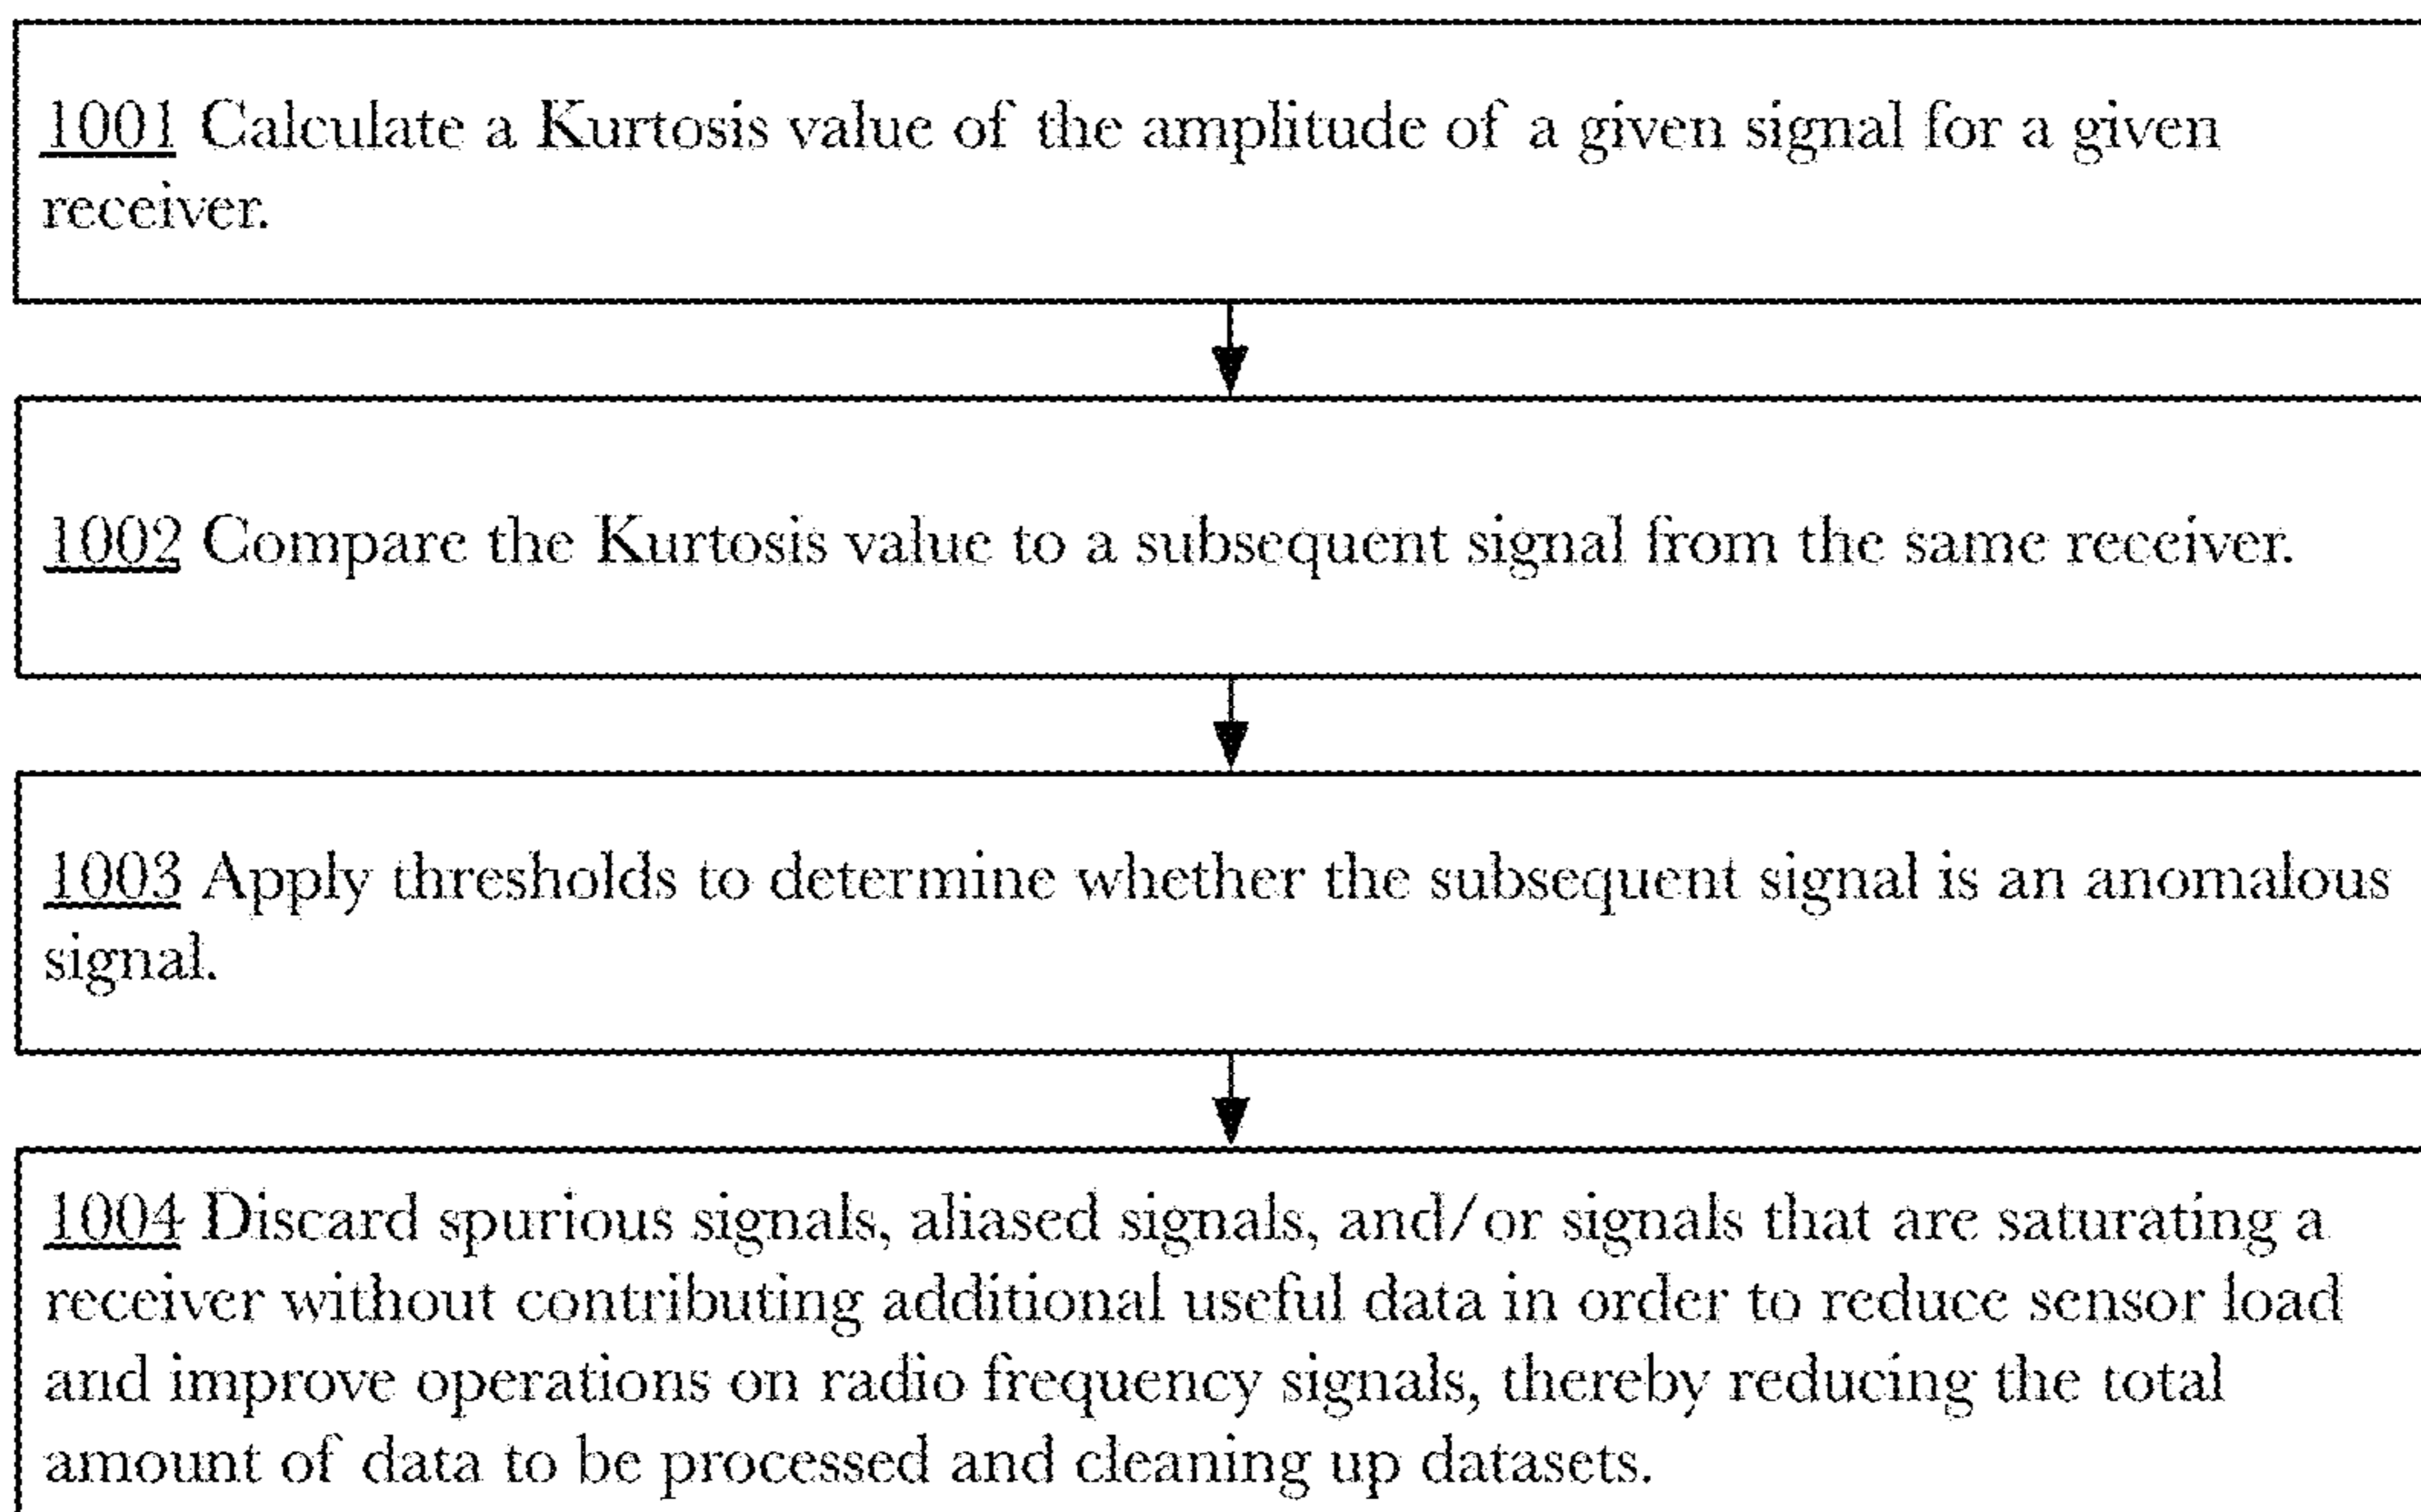 1001 Calculate a Kurtosis value of the amplitude of a given signal for a given
receiver.
1002 Compare the Kurtosis value to a subsequent signal from the same receiver.
1003 Apply thresholds to determine whether the subsequent signal is an anomalous
signal.
1004 Discard spurious signals, aliased signals, and/or signals that are saturating a
receiver without contributing additional useful data in order to reduce sensor load
and improve operations on radio frequency signals, thereby reducing the total
amount of data to be processed and cleaning up datasets.